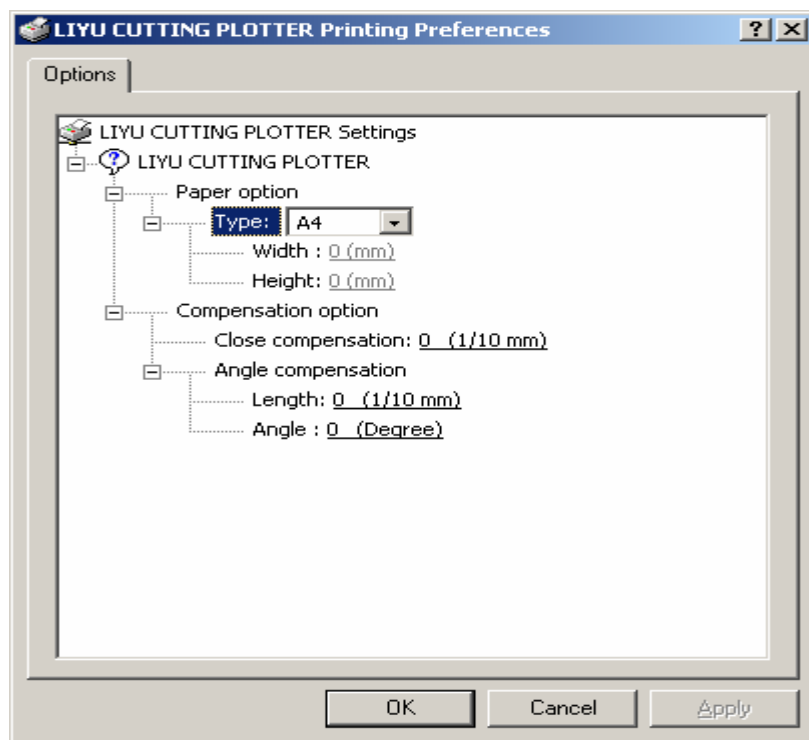 LIYU CUTTING PLOTTER Printing Preferences
Options
LIYU CUTTING PLOTTER Settings
LIYU CUTTING PLOTTER
Paper option
Type: A4
Width : 0 (mm)
Height: 0 (mm)
Compensation option
Close compensation: 0 (1/10 mm)
Angle compensation
Length: 0 (1/10 mm)
Angle : 0 (Degree)
OK Cancel Apply